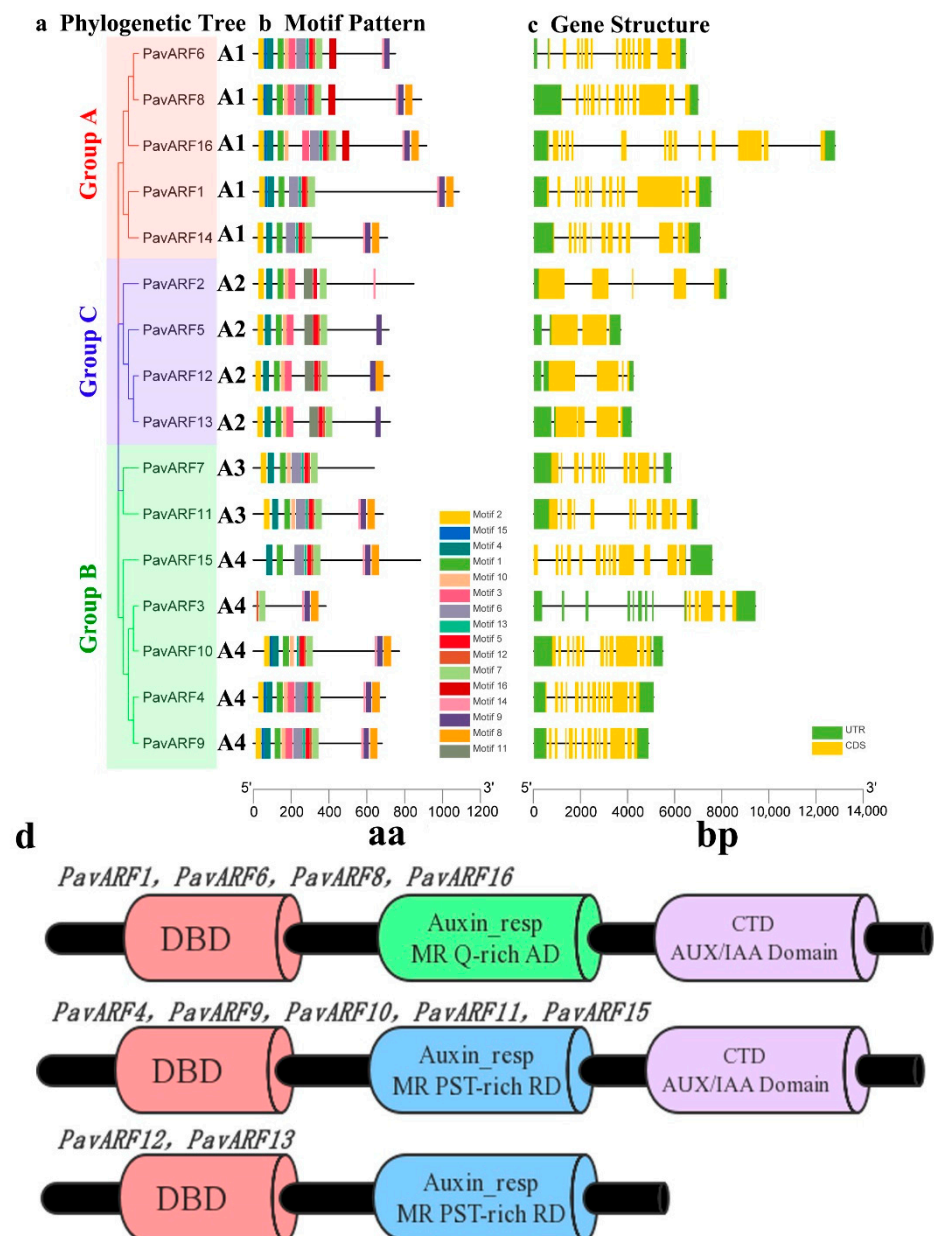 a Phylogenetic Tree b Motif Pattern c Gene Structure
Group A
Group C
Group B
PavARF6 A1
PavARF8 A1
PavARF16 A1
PavARF1 A1
PavARF14 A1
PavARF2 A2
PavARF5 A2
PavARF12 A2
PavARF13 A2
PavARF7 A3
PavARF11 A3
PavARF15 A4
PavARF3 A4
PavARF10 A4
PavARF4 A4
PavARF9 A4
Motif 2
Motif 15
Motif 4
Motif 1
Motif 10
Motif 3
Motif 6
Motif 13
Motif 5
Motif 12
Motif 7
Motif 16
Motif 14
Motif 9
Motif 8
Motif 11
UTR
CDS
5' 3' 5' 3'
0 200 400 600 800 1000 1200 0 2000 4000 6000 8000 10,000 12,000 14,000
aa bp
d
PavARF1, PavARF6, PavARF8, PavARF16
DBD
Auxin_resp
MR Q-rich AD
CTD
AUX/IAA Domain
PavARF4, PavARF9, PavARF10, PavARF11, PavARF15
DBD
Auxin_resp
MR PST-rich RD
CTD
AUX/IAA Domain
PavARF12, PavARF13
DBD
Auxin_resp
MR PST-rich RD